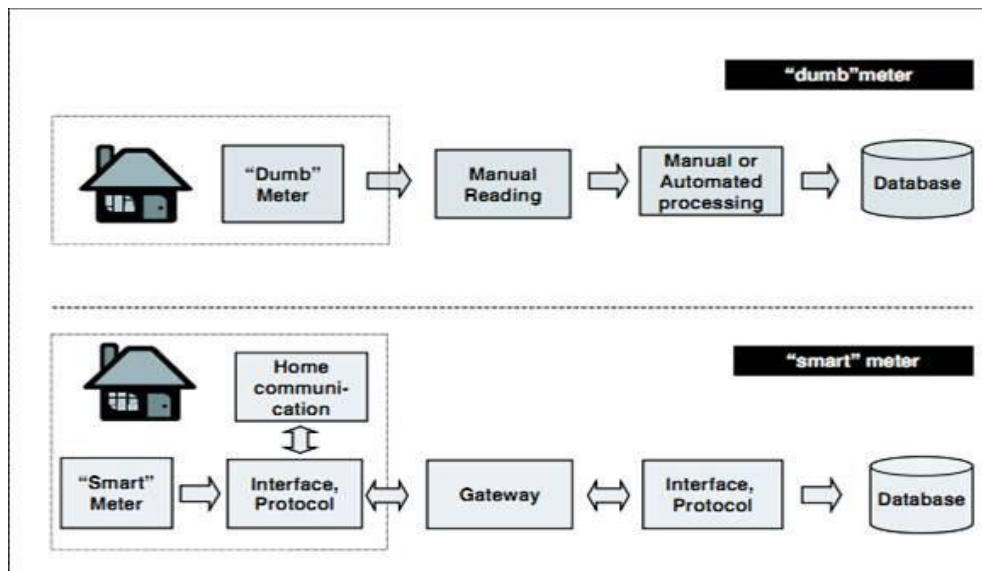 “dumb”meter
“Dumb”
Meter
Manual
Reading
Manual or
Automated
processing
Database
“smart” meter
Home
communi-
cation
“Smart”
Meter
Interface,
Protocol
Gateway
Interface,
Protocol
Database